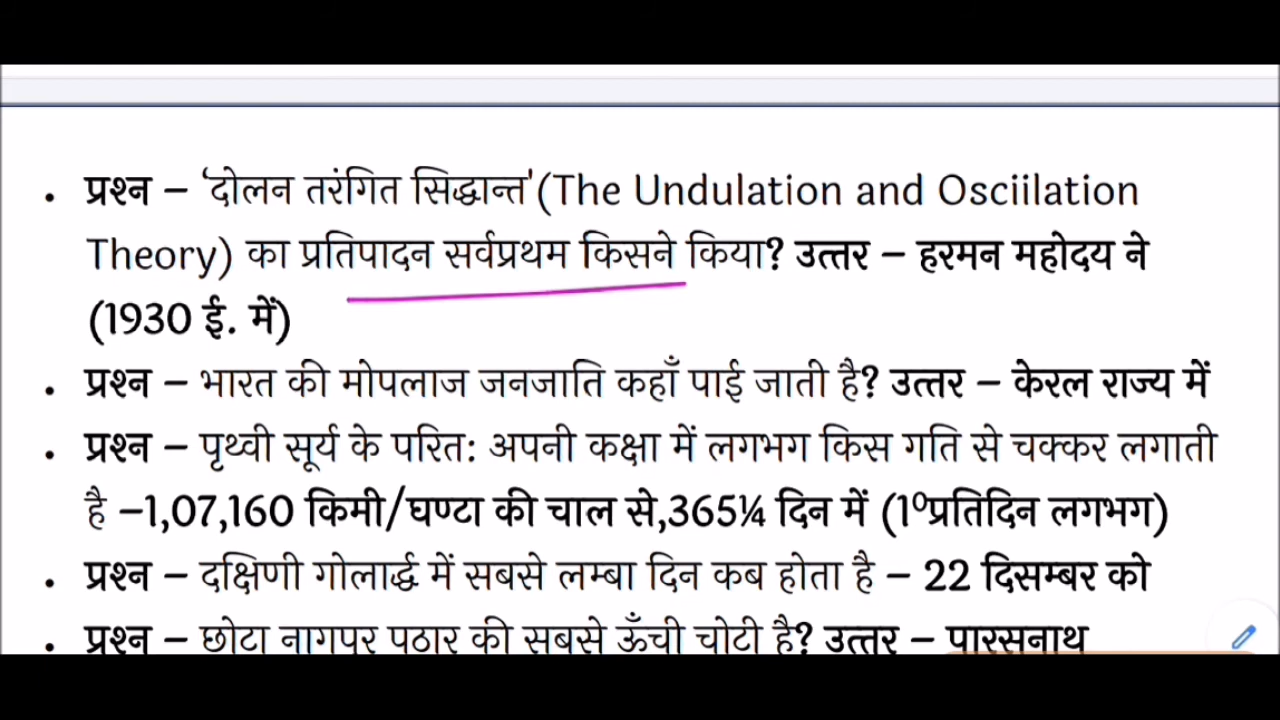 • प्रश्न – ‘दोलन तरंगित सिद्धान्त'(The Undulation and Osciilation
Theory) का प्रतिपादन सर्वप्रथम किसने किया? उत्तर – हरमन महोदय ने
(1930 ई. में)
• प्रश्न – भारत की मोपलाज जनजाति कहाँ पाई जाती है? उत्तर – केरल राज्य में
• प्रश्न – पृथ्वी सूर्य के परित: अपनी कक्षा में लगभग किस गति से चक्कर लगाती
है –1,07,160 किमी/घण्टा की चाल से,365¼ दिन में (1⁰प्रतिदिन लगभग)
• प्रश्न – दक्षिणी गोलार्द्ध में सबसे लम्बा दिन कब होता है – 22 दिसम्बर को
• प्रश्न – छोटा नागपुर पठार की सबसे ऊँची चोटी है? उत्तर – पारसनाथ